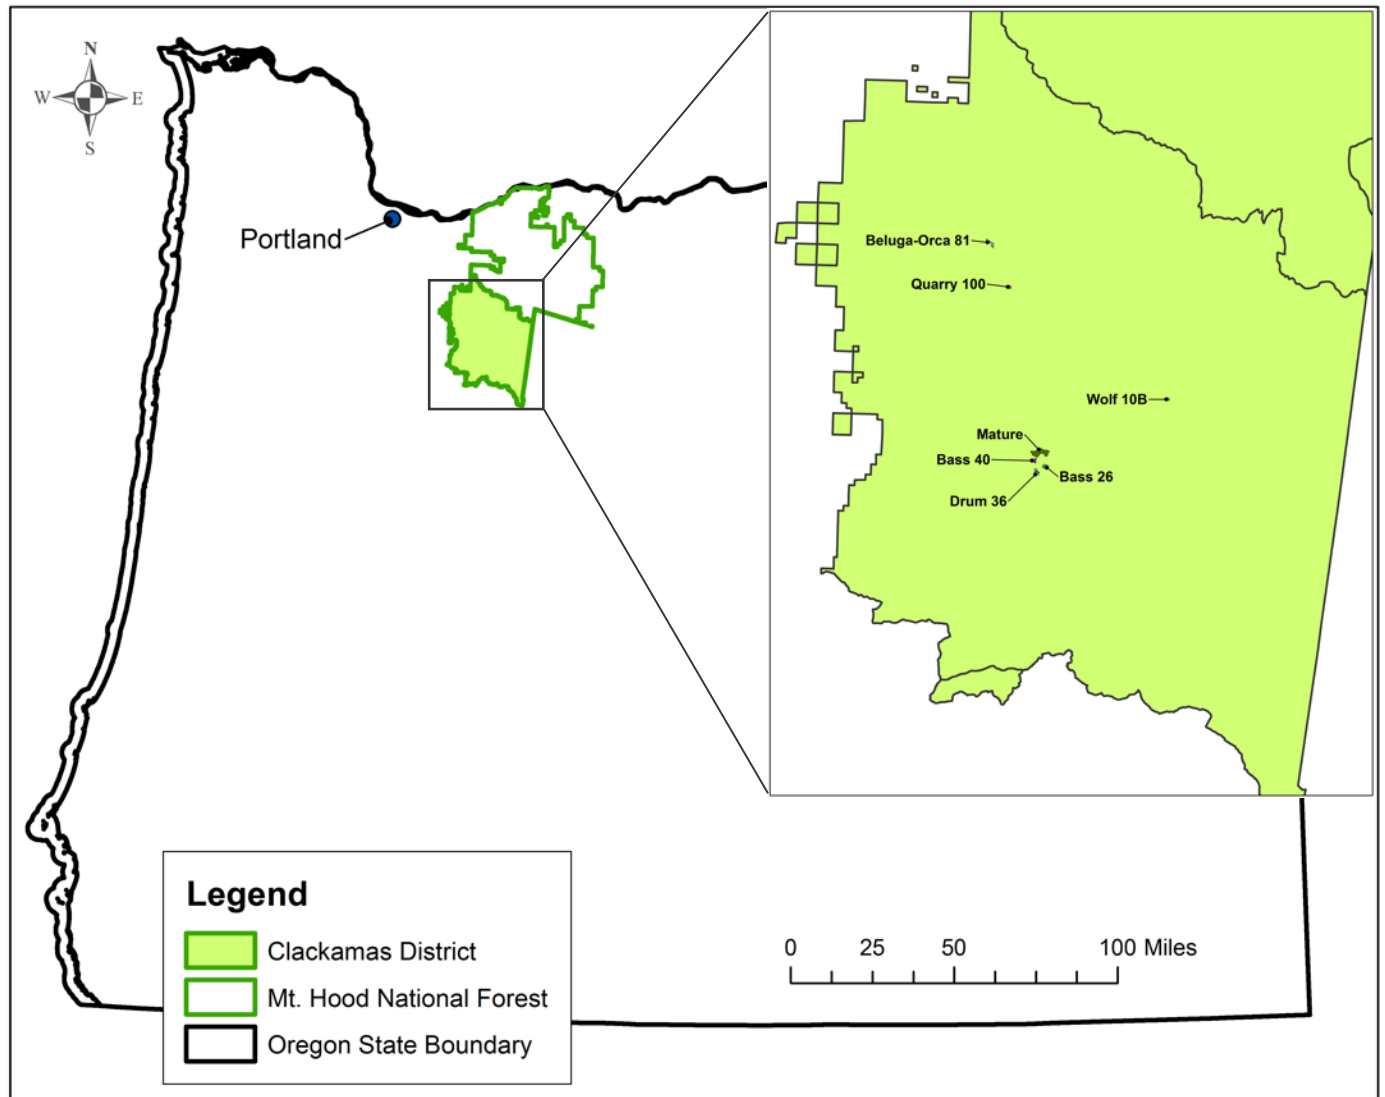 N
W E
S
Portland
Beluga-Orca 81
Quarry 100
Wolf 10B
Mature
Bass 40
Bass 26
Drum 36
Legend
Clackamas District
Mt. Hood National Forest
Oregon State Boundary
0 25 50 100 Miles